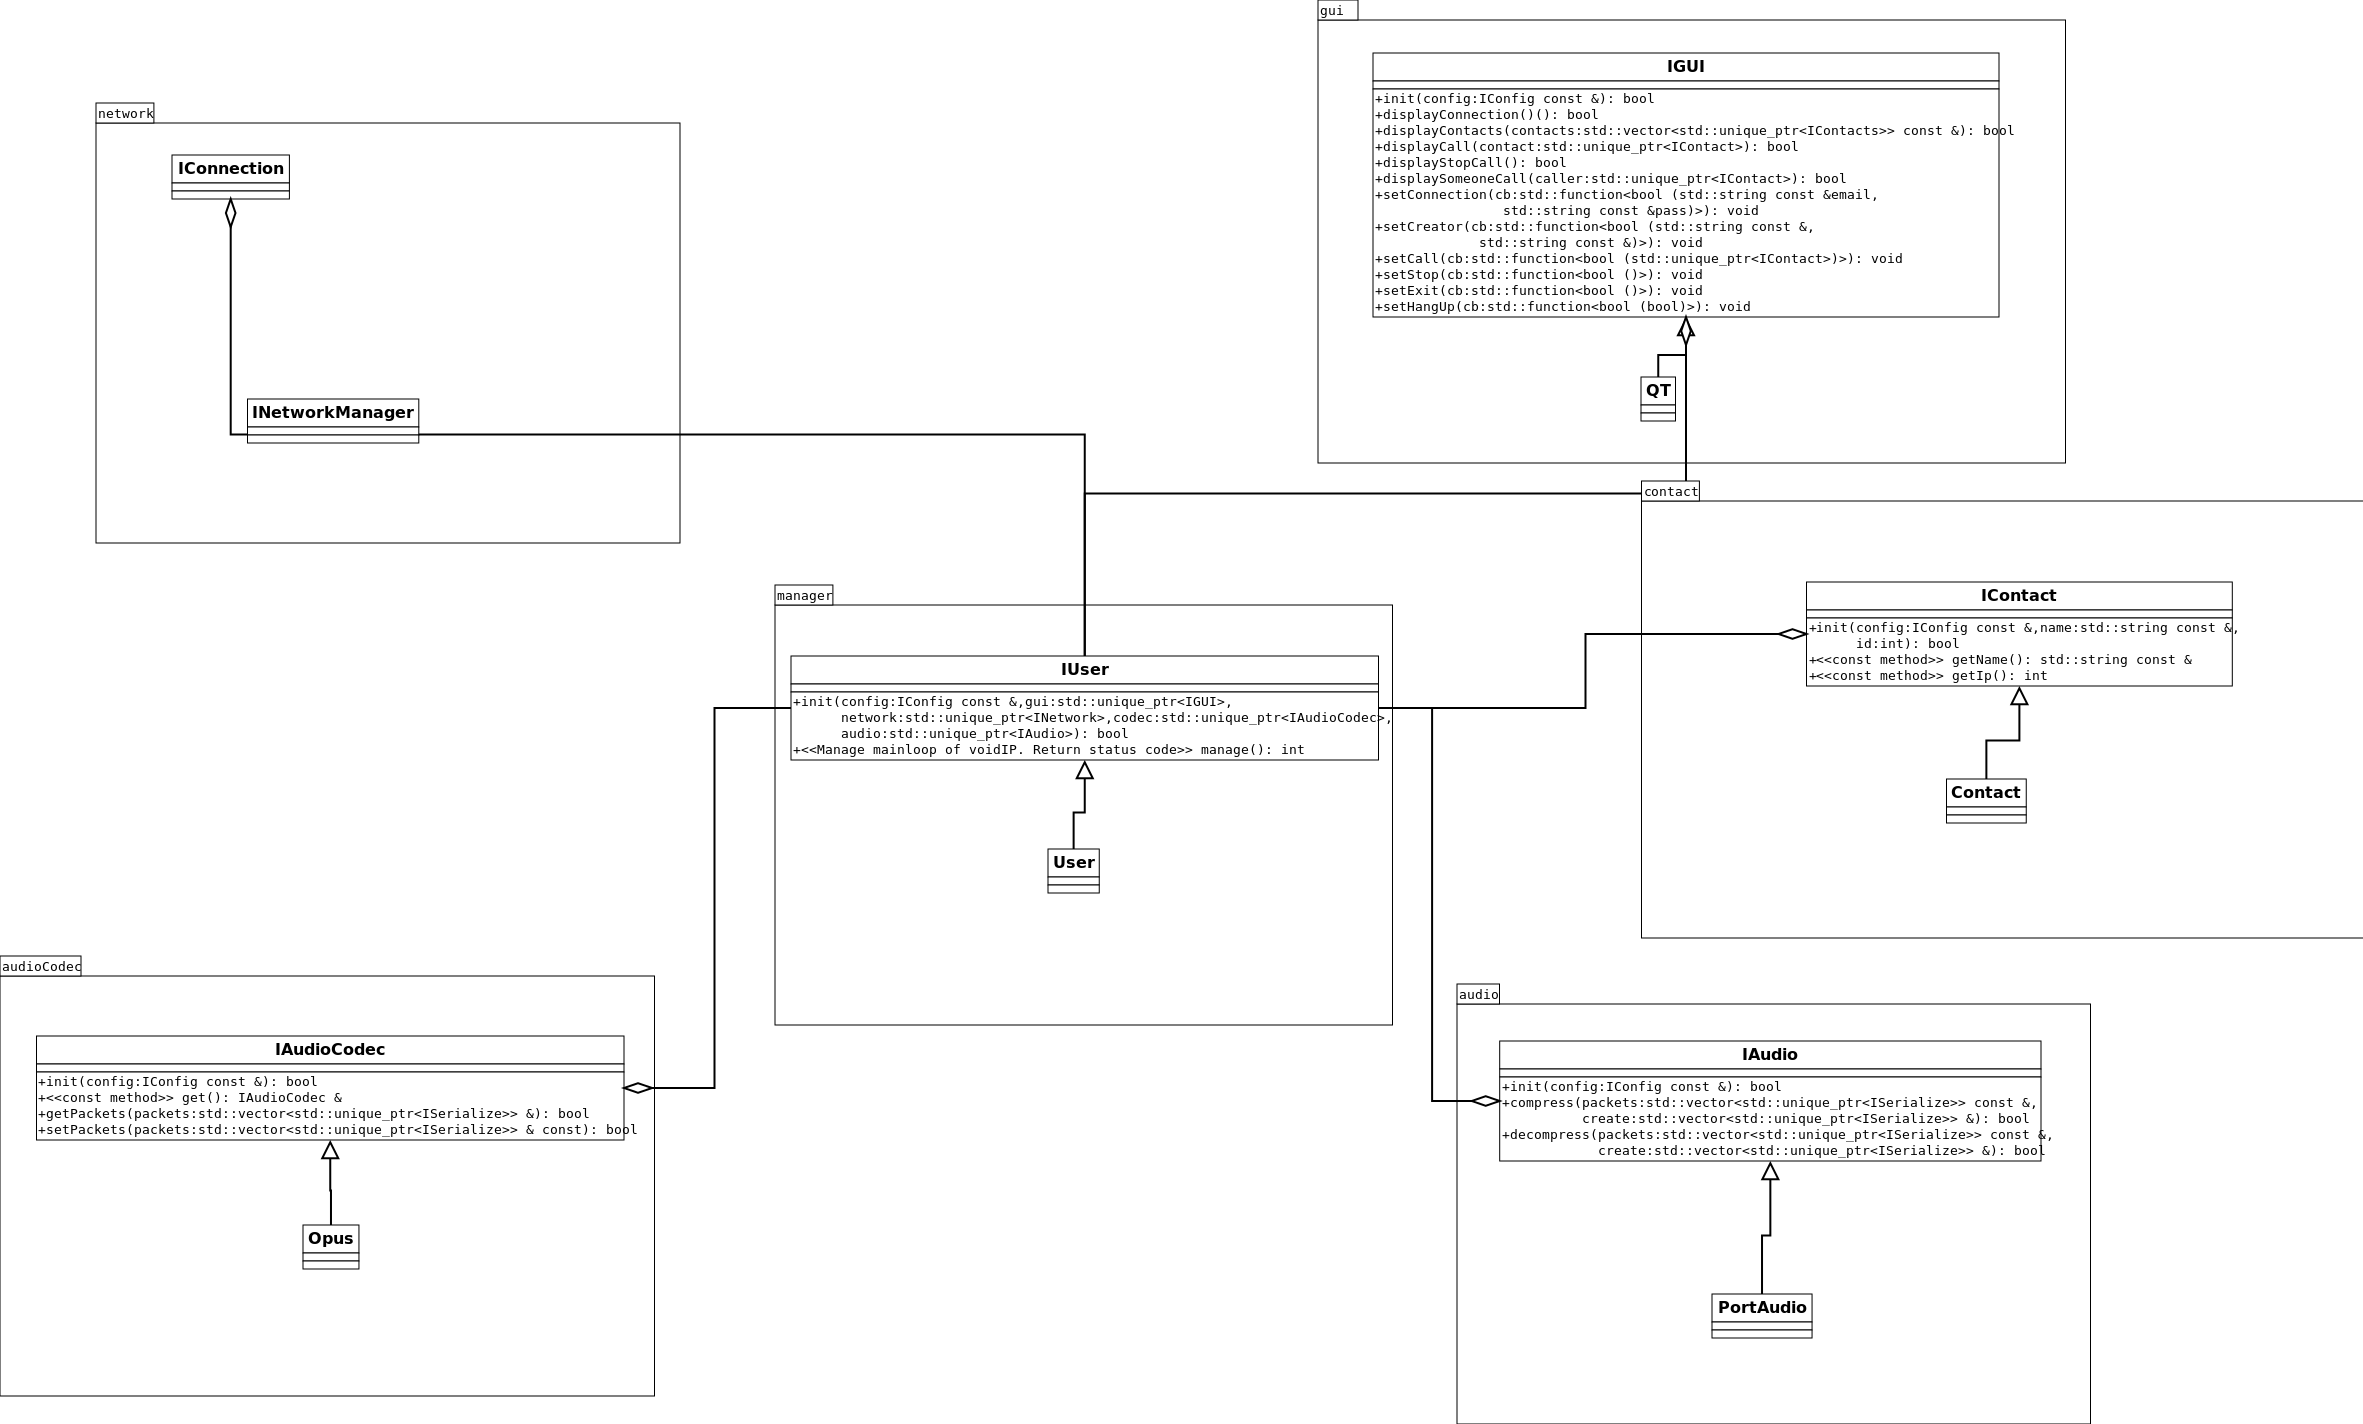 gui
IGUI
+init(config:IConfig const &): bool
+displayConnection()(): bool
+displayContacts(contacts:std::vector<std::unique_ptr<IContacts>> const &): bool
+displayCall(contact:std::unique_ptr<IContact>): bool
+displayStopCall(): bool
+displaySomeoneCall(caller:std::unique_ptr<IContact>): bool
+setConnection(cb:std::function<bool (std::string const &email,
std::string const &pass)>): void
+setCreator(cb:std::function<bool (std::string const &,
std::string const &)>): void
+setCall(cb:std::function<bool (std::unique_ptr<IContact>)>): void
+setStop(cb:std::function<bool ()>): void
+setExit(cb:std::function<bool ()>): void
+setHangUp(cb:std::function<bool (bool)>): void
QT
network
IConnection
INetworkManager
contact
IContact
+init(config:IConfig const &,name:std::string const &,
id:int): bool
+<<const method>> getName(): std::string const &
+<<const method>> getIp(): int
Contact
manager
IUser
+init(config:IConfig const &,gui:std::unique_ptr<IGUI>,
network:std::unique_ptr<INetwork>,codec:std::unique_ptr<IAudioCodec>,
audio:std::unique_ptr<IAudio>): bool
+<<Manage mainloop of voidIP. Return status code>> manage(): int
User
audioCodec
IAudioCodec
+init(config:IConfig const &): bool
+<<const method>> get(): IAudioCodec &
+getPackets(packets:std::vector<std::unique_ptr<ISerialize>> &): bool
+setPackets(packets:std::vector<std::unique_ptr<ISerialize>> & const): bool
Opus
audio
IAudio
+init(config:IConfig const &): bool
+compress(packets:std::vector<std::unique_ptr<ISerialize>> const &,
create:std::vector<std::unique_ptr<ISerialize>> &): bool
+decompress(packets:std::vector<std::unique_ptr<ISerialize>> const &,
create:std::vector<std::unique_ptr<ISerialize>> &): bool
PortAudio